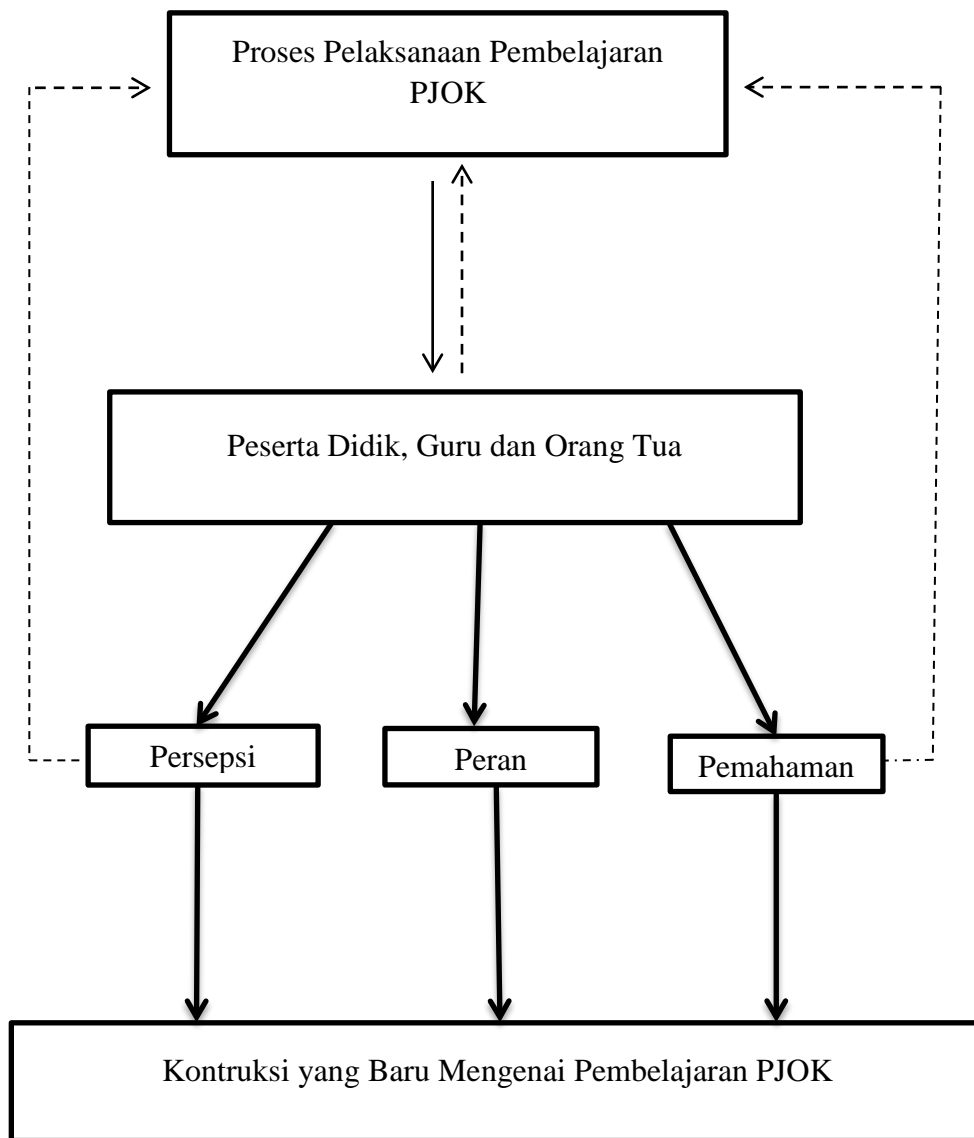 Proses Pelaksanaan Pembelajaran
PJOK
Peserta Didik, Guru dan Orang Tua
Persepsi
Peran
Pemahaman
Kontruksi yang Baru Mengenai Pembelajaran PJOK